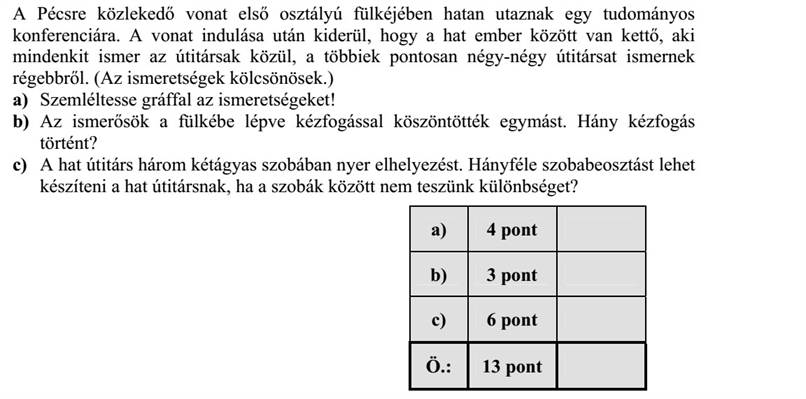 A Pécsre közlekedő vonat első osztályú fülkéjében hatan utaznak egy tudományos
konferenciára. A vonat indulása után kiderül, hogy a hat ember között van kettő, aki
mindenkit ismer az útitársak közül, a többiek pontosan négy-négy útitársat ismernek
régebbről. (Az ismeretségek kölcsönösek.)
a) Szemléltesse gráffal az ismeretségeket!
b) Az ismerősök a fülkébe lépve kézfogással köszöntötték egymást. Hány kézfogás
történt?
c) A hat útitárs három kétágyas szobában nyer elhelyezést. Hányféle szobabeosztást lehet
készíteni a hat útitársnak, ha a szobák között nem teszünk különbséget?
a) 4 pont
b) 3 pont
c) 6 pont
Ö.: 13 pont